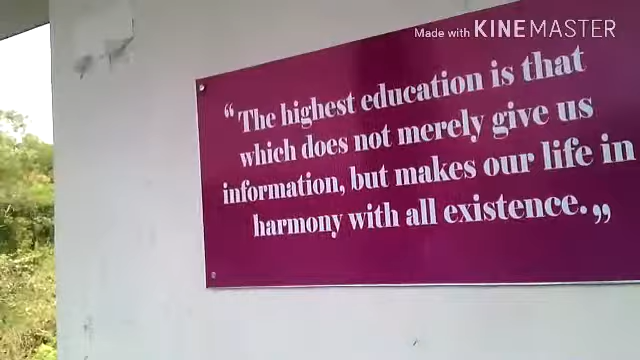 Made with KINEMASTER
“The highest education is that
which does not merely give us
information, but makes our life in
harmony with all existence.”